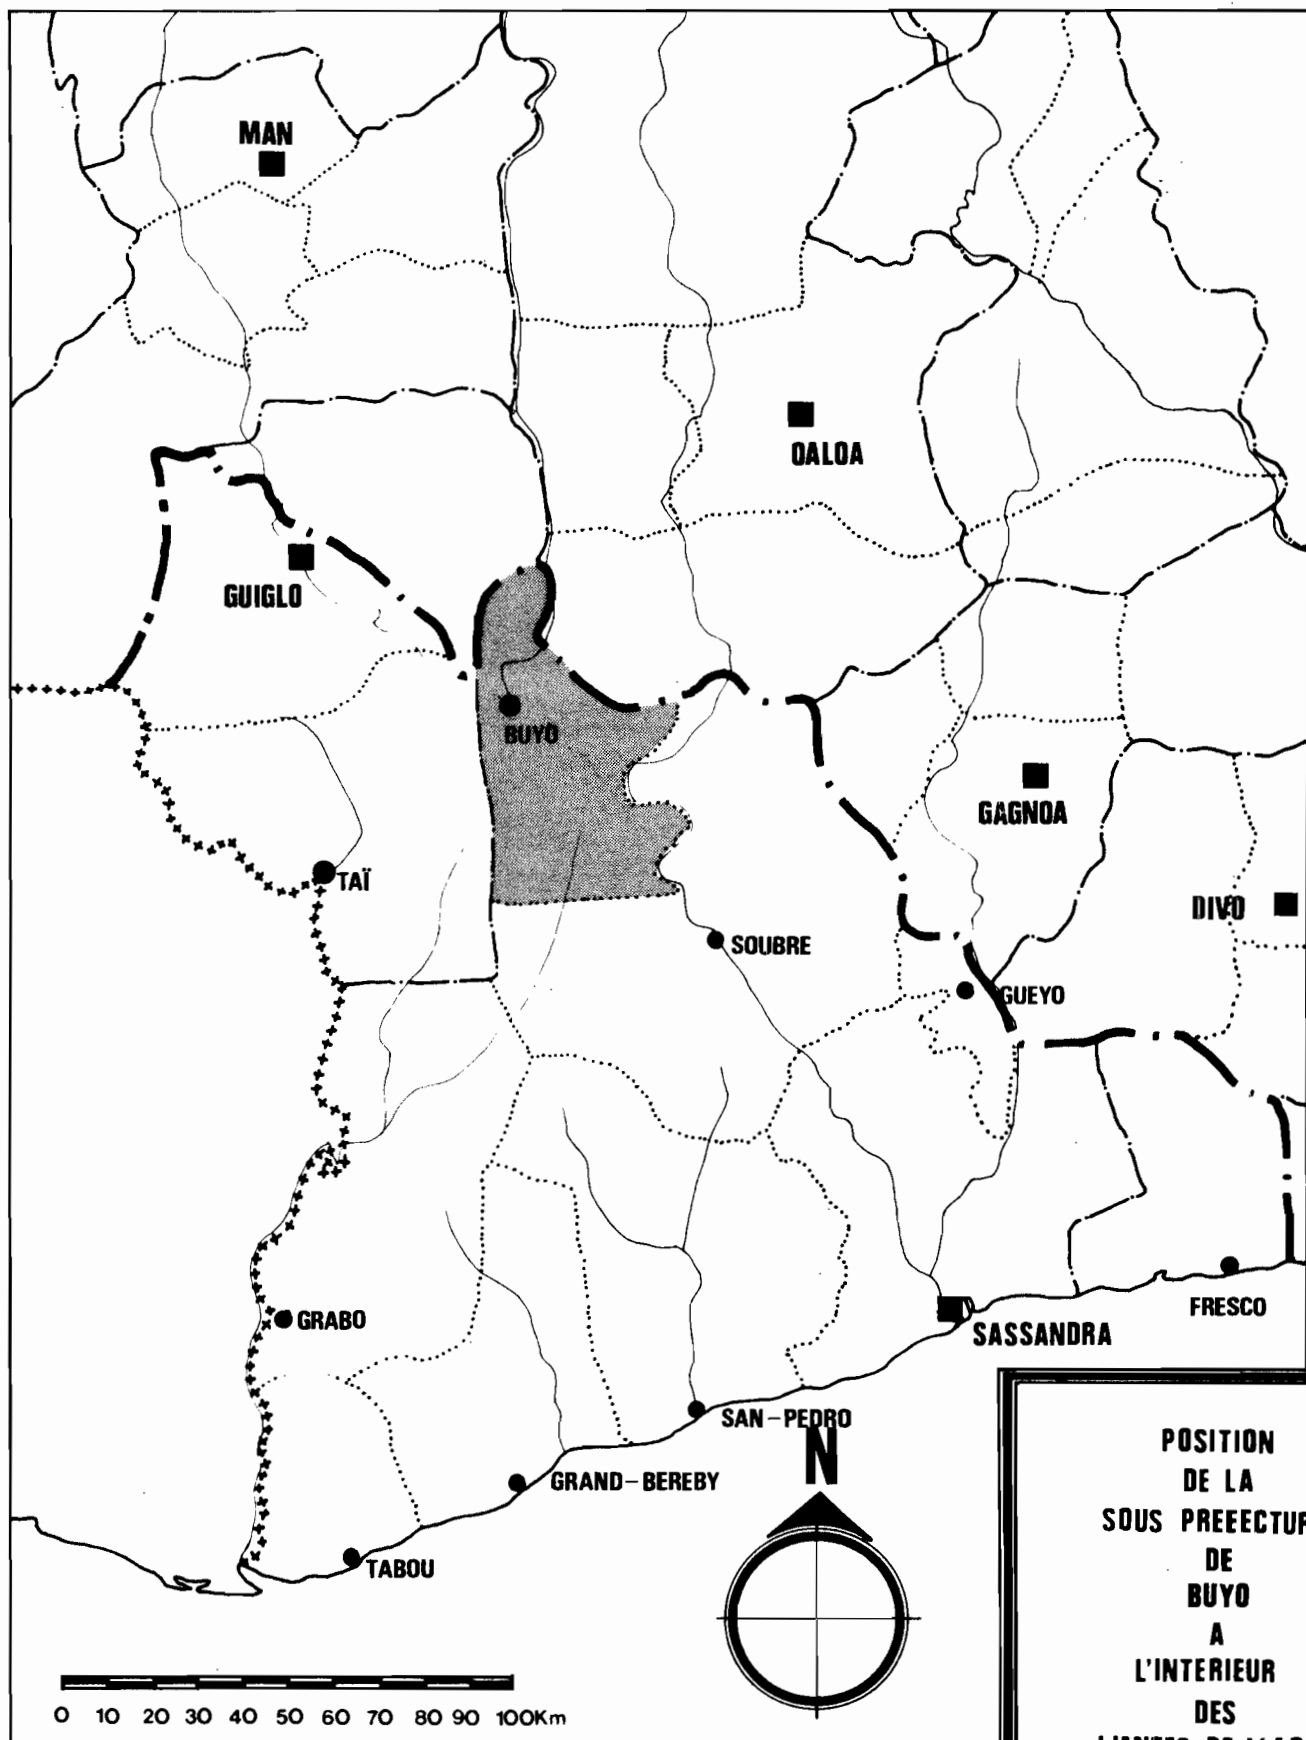 MAN
OALOA
GUIGLO
BUYO
GAGNOA
TAÏ
DIVO
SOUBRE
GUEYO
GRABO
FRESCO
SASSANDRA
SAN-PEDRO
N
GRAND-BEREBY
TABOU
0 10 20 30 40 50 60 70 80 90 100Km
POSITION
DE LA
SOUS PREEECTUR
DE
BUYO
A
L'INTERIEUR
DES